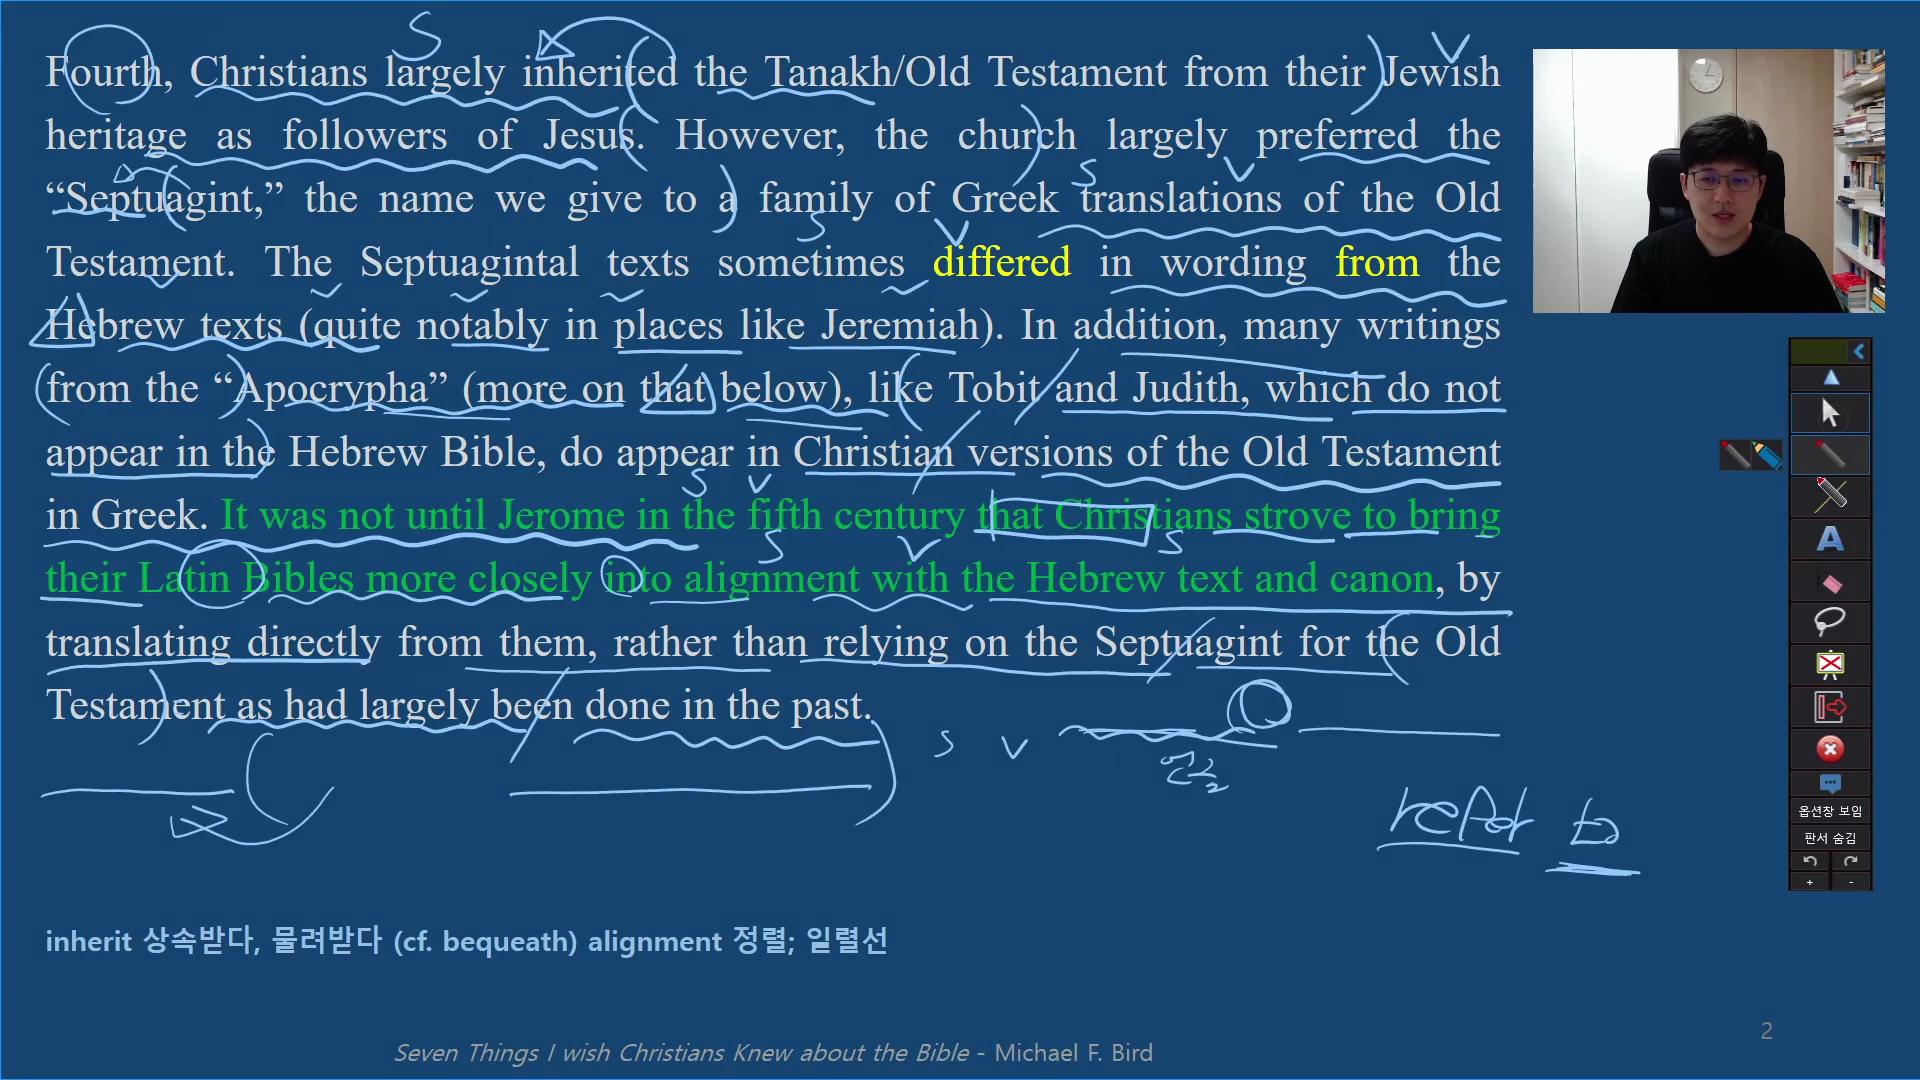 Fourth, Christians largely inherited the Tanakh/Old Testament from their Jewish
heritage as followers of Jesus. However, the church largely preferred the
“Septuagint,” the name we give to a family of Greek translations of the Old
Testament. The Septuagintal texts sometimes differed in wording from the
Hebrew texts (quite notably in places like Jeremiah). In addition, many writings
from the “Apocrypha” (more on that below), like Tobit and Judith, which do not
appear in the Hebrew Bible, do appear in Christian versions of the Old Testament
in Greek. It was not until Jerome in the fifth century that Christians strove to bring
their Latin Bibles more closely into alignment with the Hebrew text and canon, by
translating directly from them, rather than relying on the Septuagint for the Old
Testament as had largely been done in the past.
S V
to
inherit 상속받다, 물려받다 (cf. bequeath) alignment 정렬; 일렬선
Seven Things I wish Christians Knew about the Bible - Michael F. Bird
2
A
옵션창 보임
판서 숨김
+ -